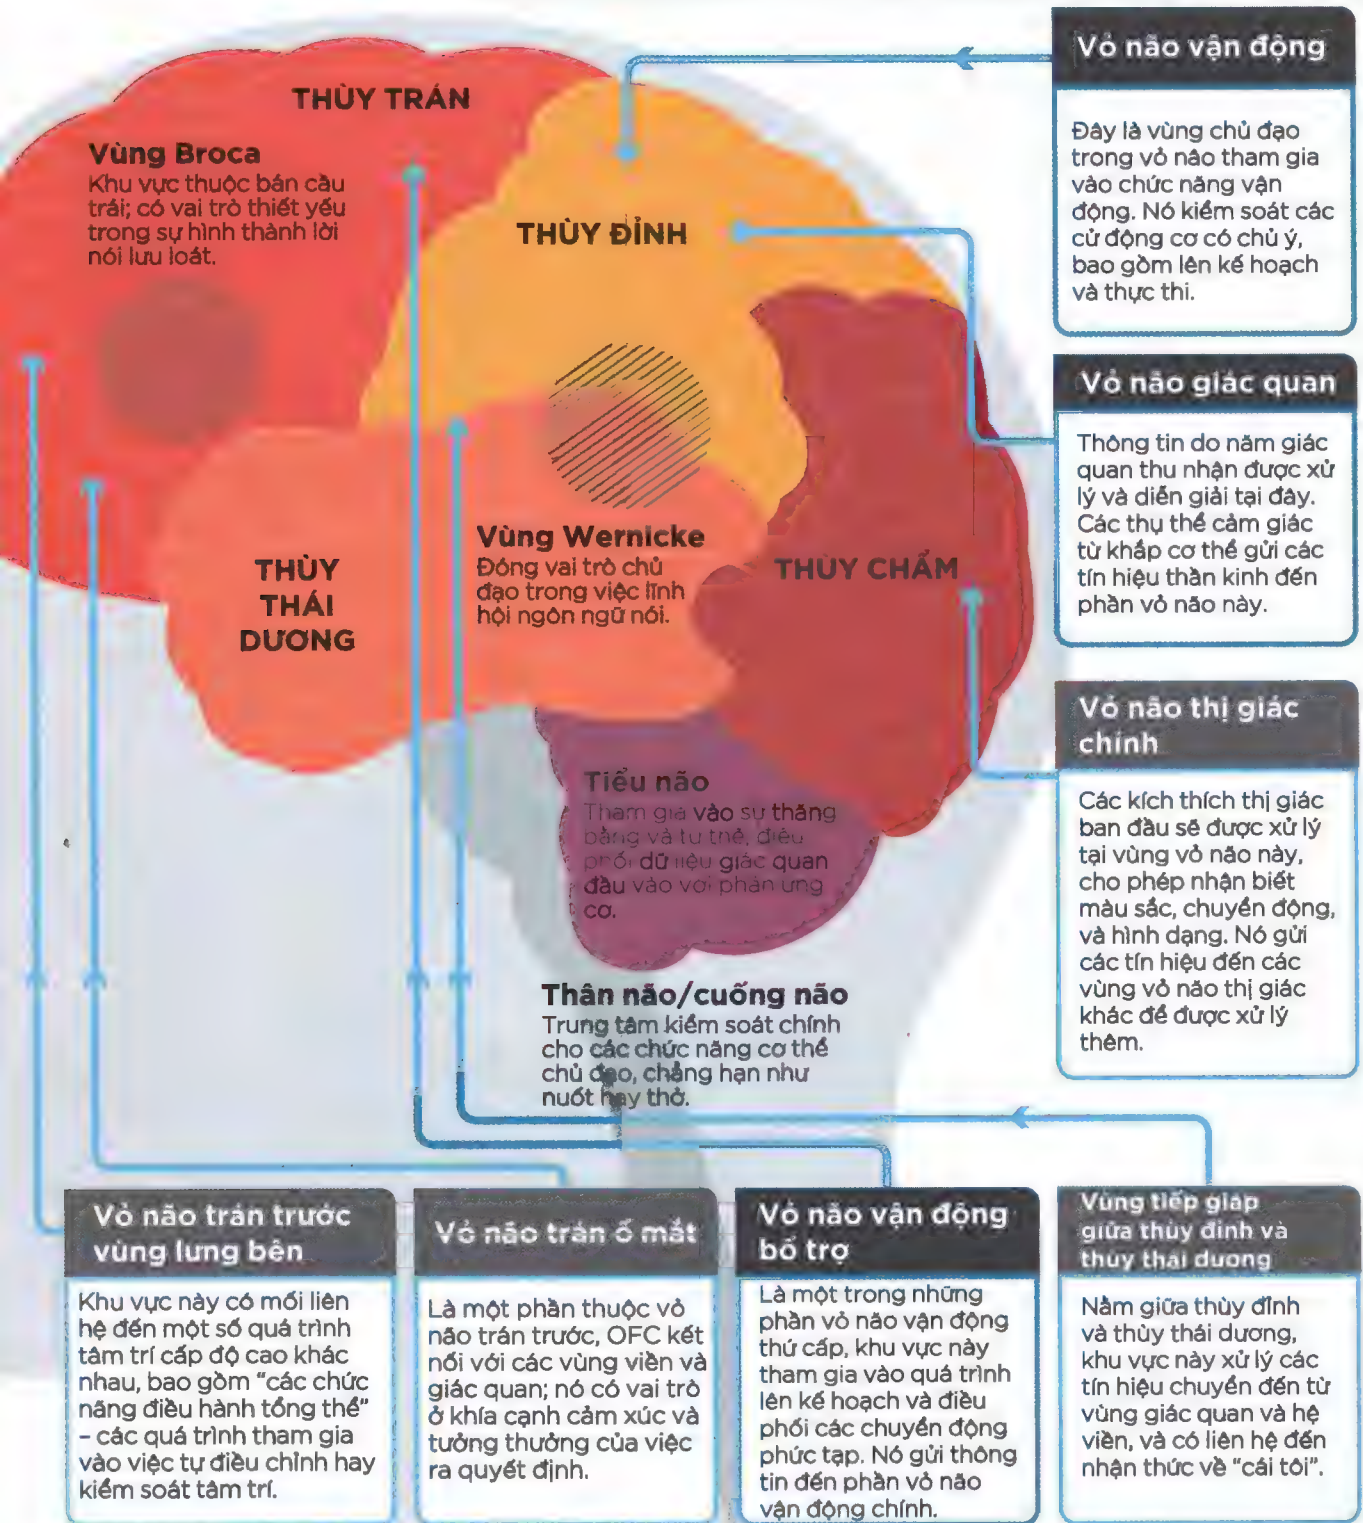 THÙY TRÁN
Vùng Broca
Khu vực thuộc bán cầu
trái; có vai trò thiết yếu
trong sự hình thành lời
nói lưu loát.
THÙY ĐỈNH
THÙY
THÁI
DƯƠNG
Vùng Wernicke
Đóng vai trò chủ
đạo trong việc lĩnh
hội ngôn ngữ nói.
THÙY CHẨM
Tiểu não
Tham gia vào sự thăng
bằng và tư thế, điều
phối dữ liệu giác quan
đầu vào với phản ứng
cơ.
Thân não/cuống não
Trung tâm kiểm soát chính
cho các chức năng cơ thể
chủ đạo, chẳng hạn như
nuốt hay thở.
Vỏ não vận động
Đây là vùng chủ đạo
trong vỏ não tham gia
vào chức năng vận
động. Nó kiểm soát các
cử động cơ có chủ ý,
bao gồm lên kế hoạch
và thực thi.
Vỏ não giác quan
Thông tin do năm giác
quan thu nhận được xử
lý và diễn giải tại đây.
Các thụ thể cảm giác
từ khắp cơ thể gửi các
tín hiệu thần kinh đến
phần vỏ não này.
Vỏ não thị giác
chính
Các kích thích thị giác
ban đầu sẽ được xử lý
tại vùng vỏ não này,
cho phép nhận biết
màu sắc, chuyển động,
và hình dạng. Nó gửi
các tín hiệu đến các
vùng vỏ não thị giác
khác để được xử lý
thêm.
Vỏ não trán trước
vùng lưng bên
Khu vực này có mối liên
hệ đến một số quá trình
tâm trí cấp độ cao khác
nhau, bao gồm “các chức
năng điều hành tổng thể”
– các quá trình tham gia
vào việc tự điều chỉnh hay
kiểm soát tâm trí.
Vỏ não trán ổ mắt
Là một phần thuộc vỏ
não trán trước, OFC kết
nối với các vùng viền và
giác quan; nó có vai trò
ở khía cạnh cảm xúc và
tưởng thưởng của việc
ra quyết định.
Vỏ não vận động
bổ trợ
Là một trong những
phần vỏ não vận động
thứ cấp, khu vực này
tham gia vào quá trình
lên kế hoạch và điều
phối các chuyển động
phức tạp. Nó gửi thông
tin đến phần vỏ não
vận động chính.
Vùng tiếp giáp
giữa thùy đỉnh và
thùy thái dương
Nằm giữa thùy đỉnh
và thùy thái dương,
khu vực này xử lý các
tín hiệu chuyển đến từ
vùng giác quan và hệ
viền, và có liên hệ đến
nhận thức về “cái tôi”.